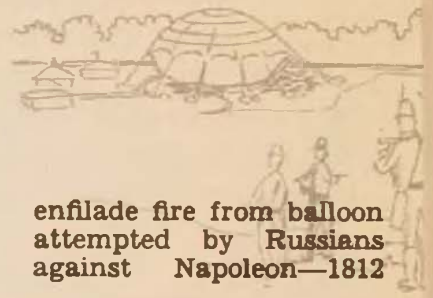 enfilade fire from balloon
attempted by Russians
against Napoleon—1812